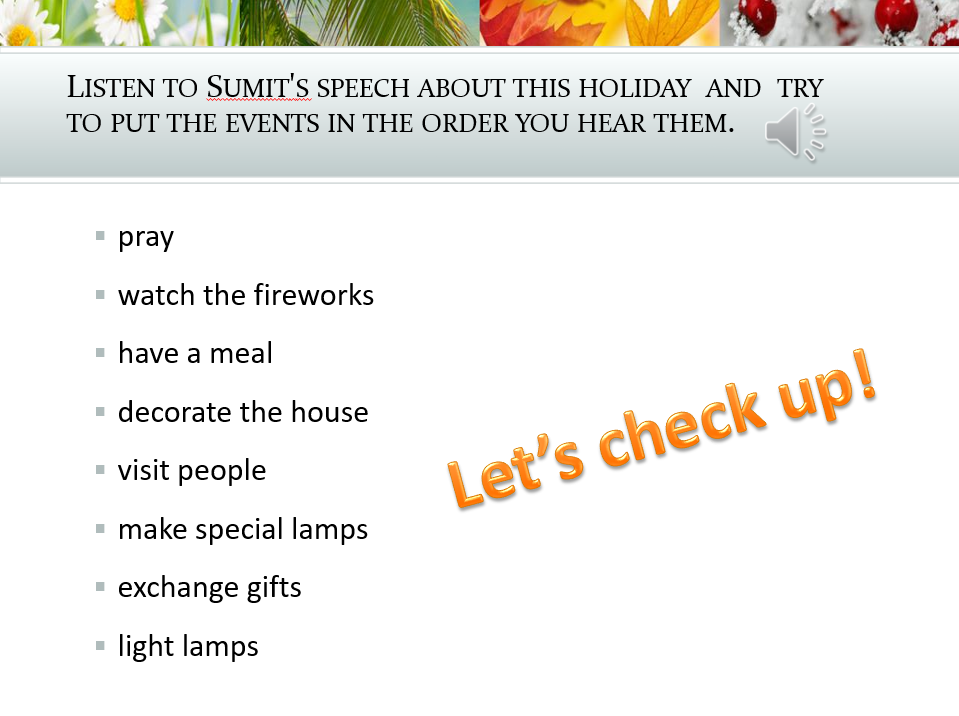 Listen to Sumit's speech about this holiday and try
to put the events in the order you hear them.
pray
watch the fireworks
have a meal
decorate the house
visit people
make special lamps
exchange gifts
light lamps
Let's check up!